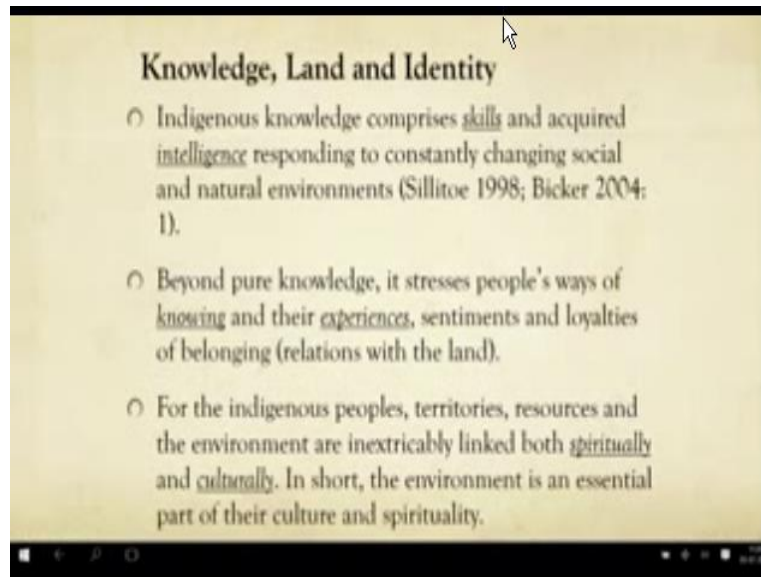 Knowledge, Land and Identity
Indigenous knowledge comprises skills and acquired
intelligence responding to constantly changing social
and natural environments (Sillitoe 1998; Bicker 2004:
1).
Beyond pure knowledge, it stresses people's ways of
knowing and their experiences, sentiments and loyalties
of belonging (relations with the land).
For the indigenous peoples, territories, resources and
the environment are inextricably linked both spiritually
and culturally. In short, the environment is an essential
part of their culture and spirituality.